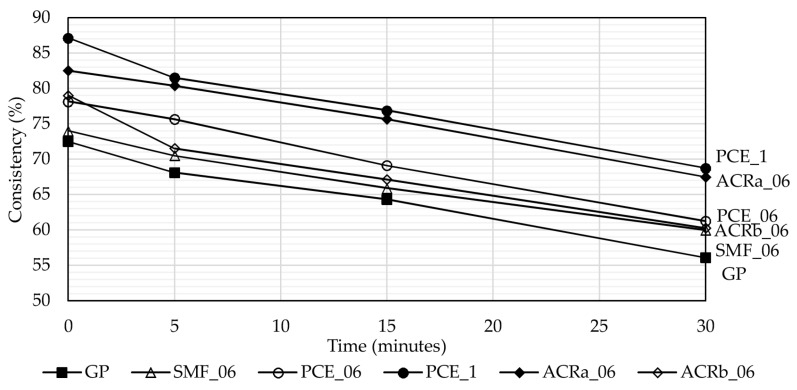 Consistency (%)
90
85
80
75
70
65
60
55
50
0 5 10 15 20 25 30
Time (minutes)
PCE_1
ACRa_06
PCE_06
ACRb_06
SMF_06
GP
GP SMF_06 PCE_06 PCE_1 ACRa_06 ACRb_06